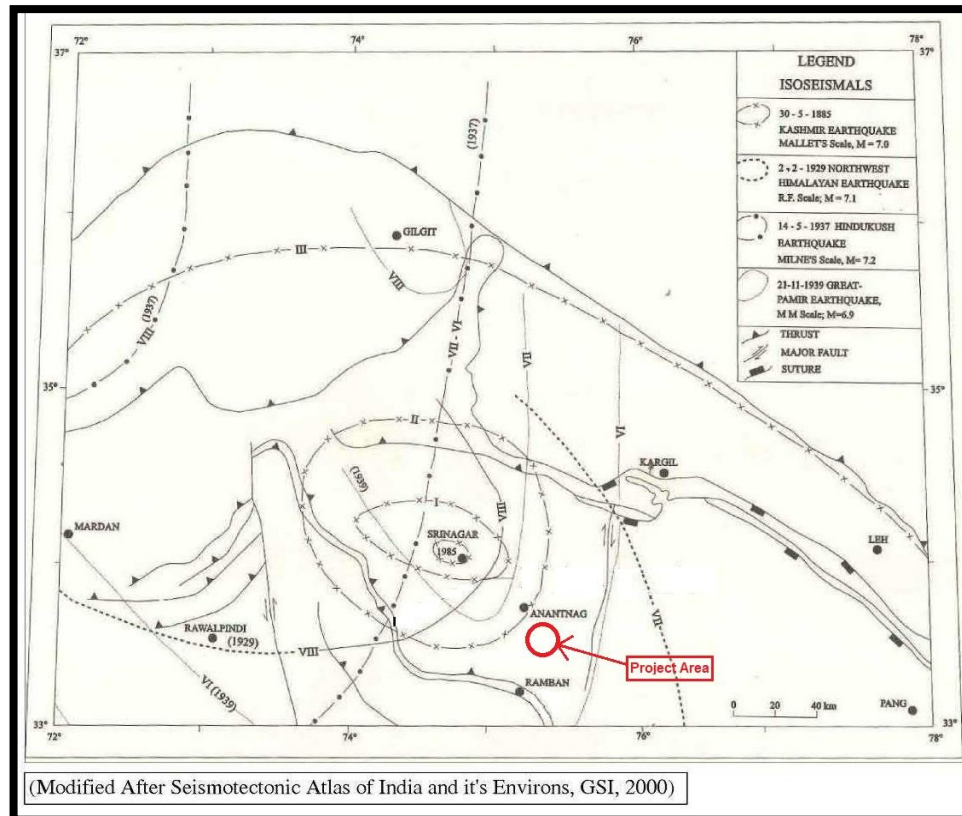 72°
74°
76°
78°
37°
37°
LEGEND
ISOSEISMALS
30 - 5 - 1885
KASHMIR EARTHQUAKE
MALLET'S Scale, M = 7.0
2 - 2 - 1929 NORTHWEST
HIMALAYAN EARTHQUAKE
R.F. Scale; M = 7.1
14 - 5 - 1937 HINDUKUSH
EARTHQUAKE
MILNE'S Scale, M= 7.2
21-11-1939 GREAT-
PAMIR EARTHQUAKE,
M M Scale; M=6.9
THRUST
MAJOR FAULT
SUTURE
(1937)
GILGIT
III
VIII
VIII- (1937)
VII - VI
VII
VI
35°
35°
II
KARGIL
(1939)
I
VIII
MARDAN
SRINAGAR
1985
LEH
ANANTNAG
RAWALPINDI
(1929)
VIII
VII-
Project Area
VI (1939)
RAMBAN
0 20 40 km
PANG
33°
33°
72°
74°
76°
78°
(Modified After Seismotectonic Atlas of India and it's Environs, GSI, 2000)